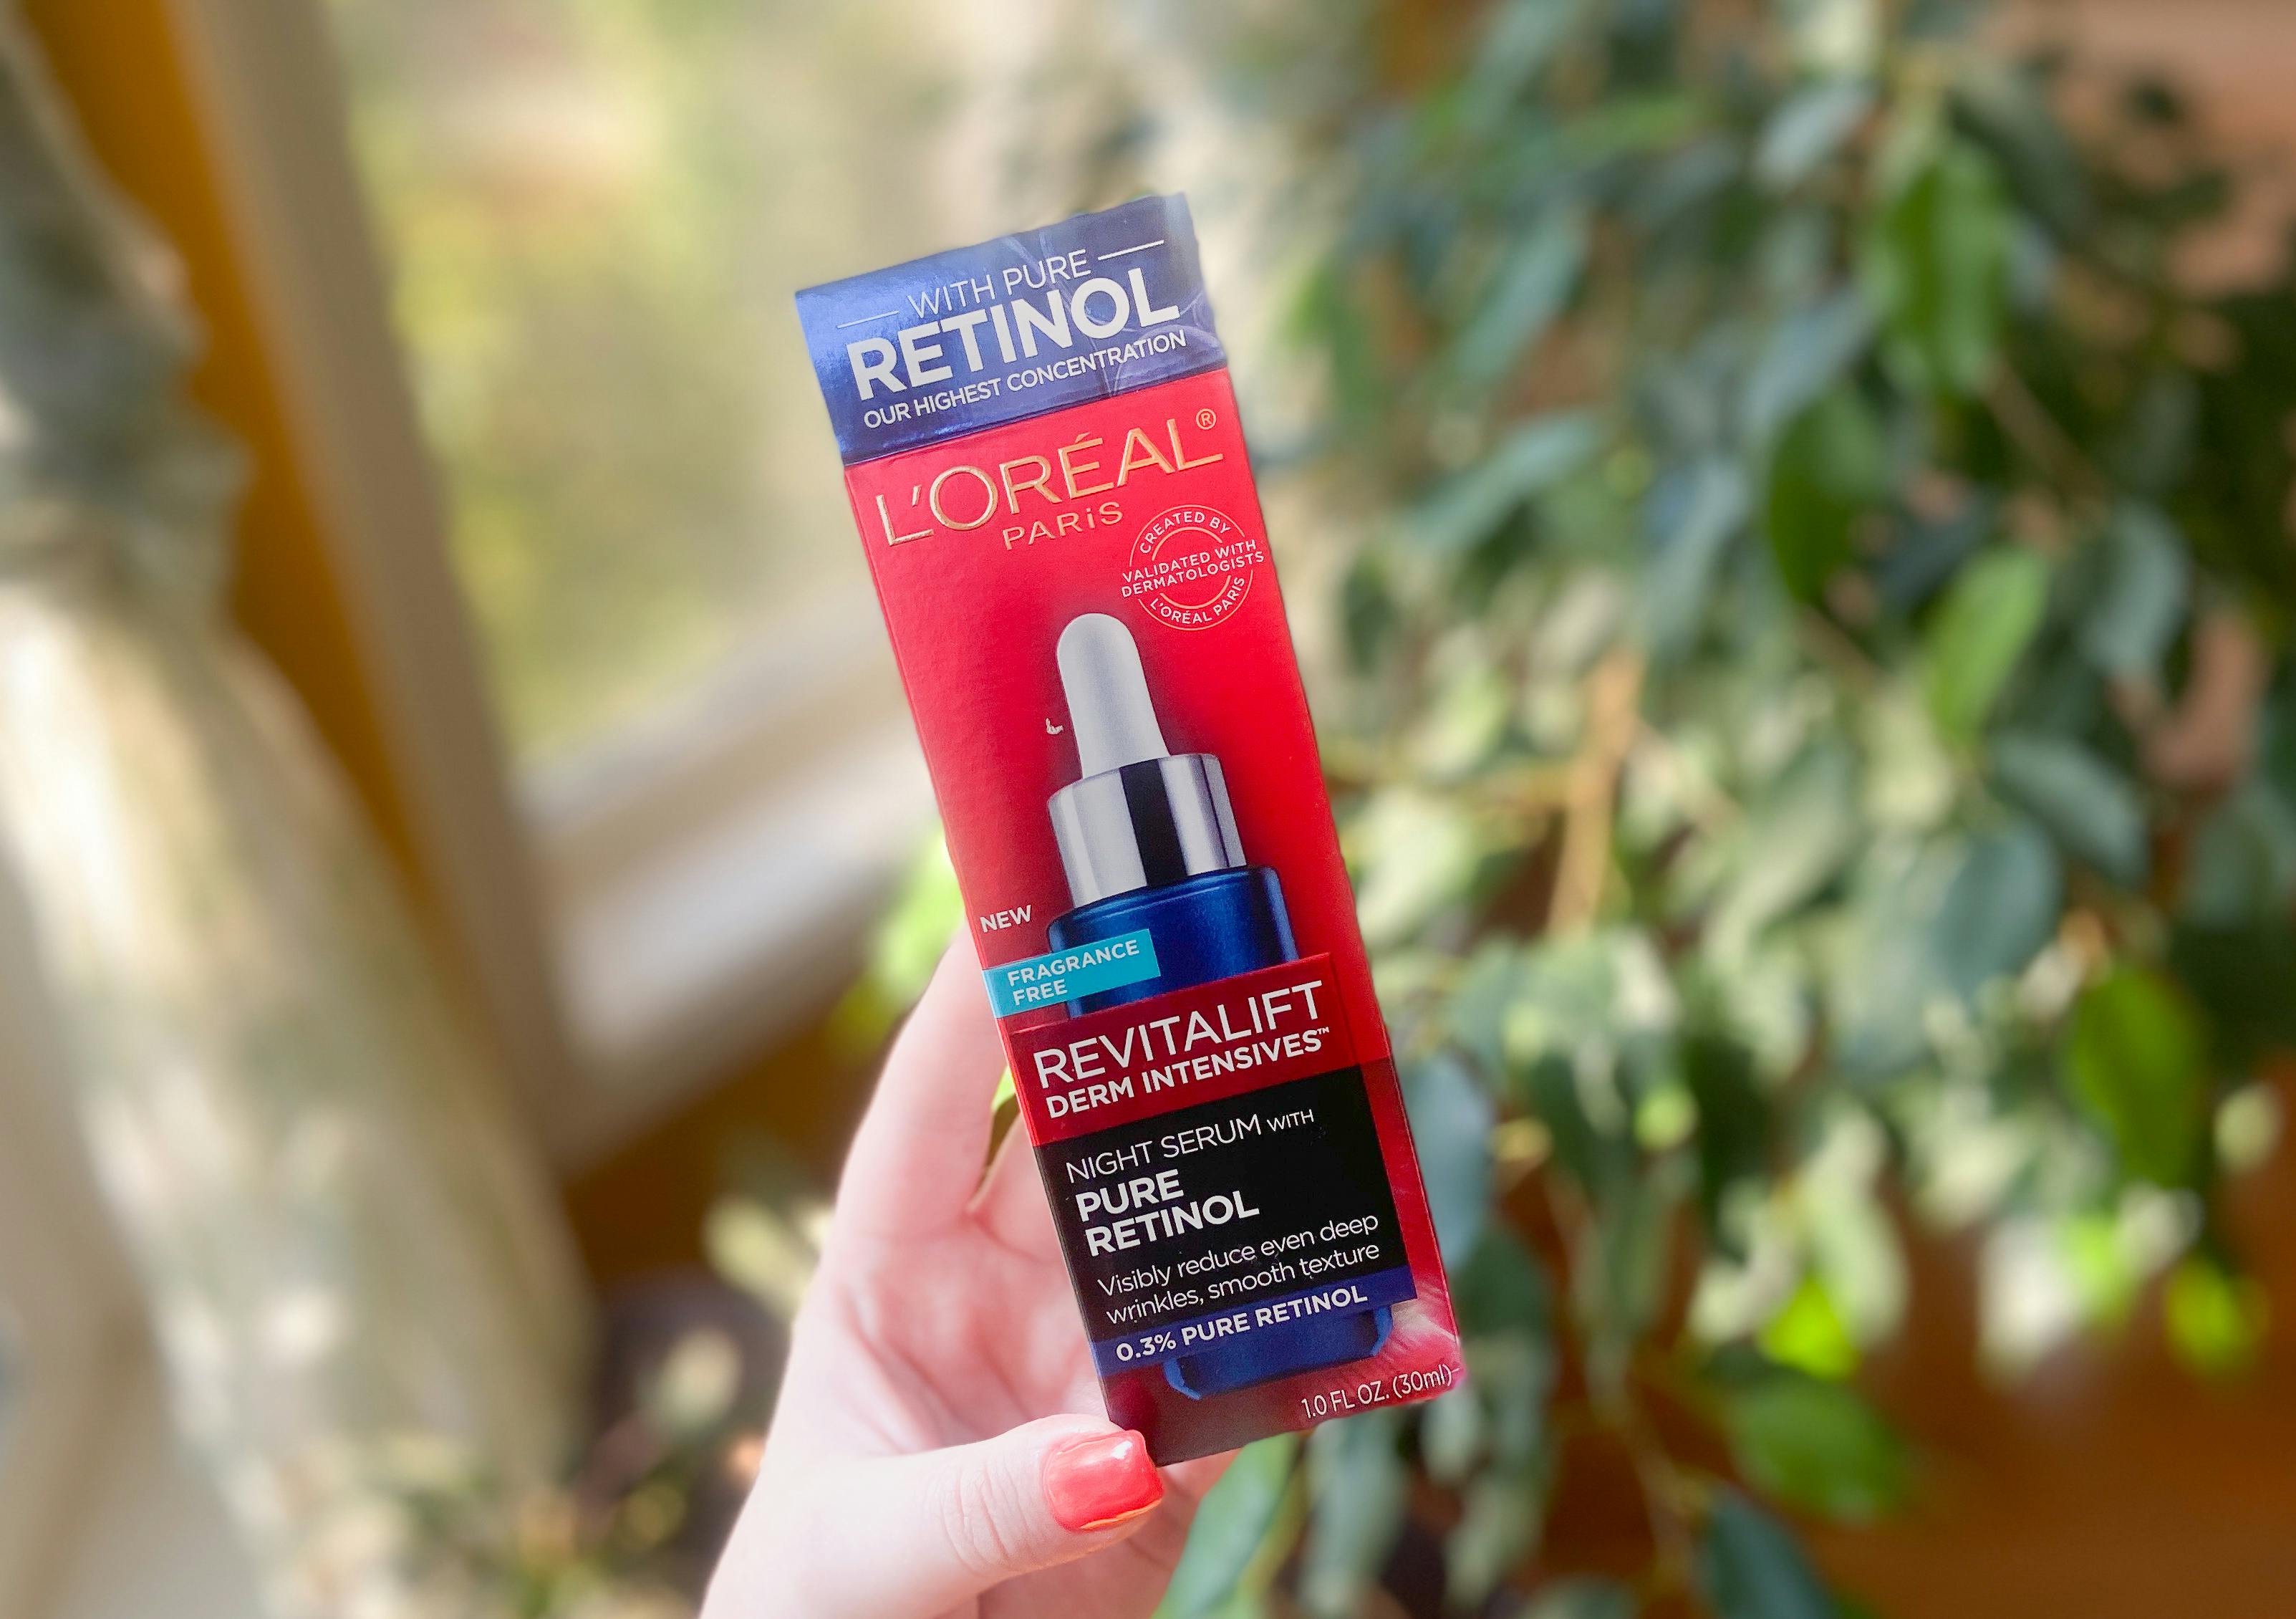 WITH PURE
RETINOL
OUR HIGHEST CONCENTRATION
L'ORÉAL®
PARiS
CREATED BY
VALIDATED WITH
DERMATOLOGISTS
L'ORÉAL PARIS
NEW
FRAGRANCE
FREE
REVITALIFT
DERM INTENSIVES™
NIGHT SERUM WITH
PURE
RETINOL
Visibly reduce even deep
wrinkles, smooth texture
0.3% PURE RETINOL
1.0 FL OZ. (30ml)